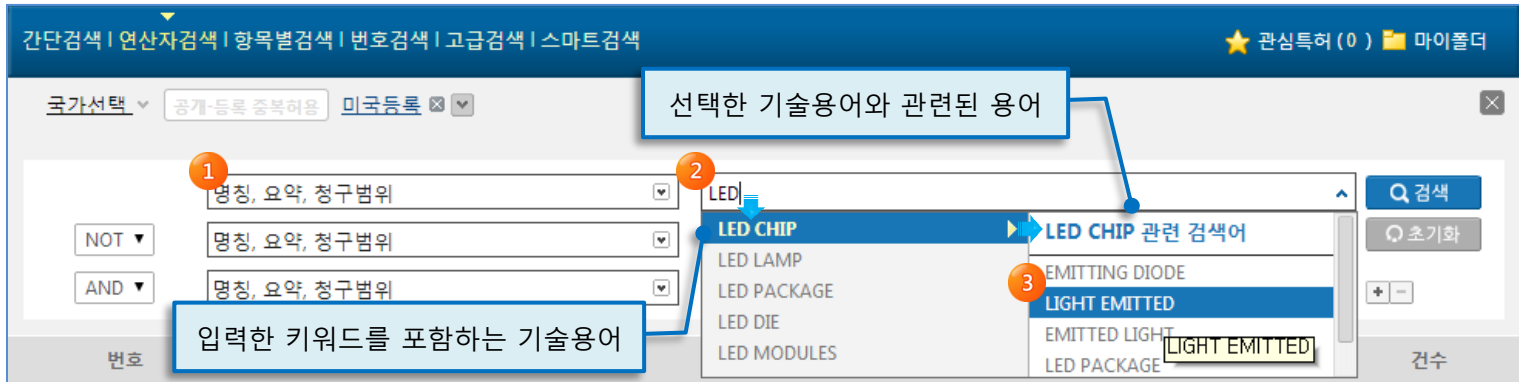 간단검색 | 연산자검색 | 항목별검색 | 번호검색 | 고급검색 | 스마트검색
관심특허 (0 ) 마이폴더
국가선택 공개-등록 중복허용 미국등록
선택한 기술용어와 관련된 용어
1 명칭, 요약, 청구범위 2 LED 검색
NOT 명칭, 요약, 청구범위 LED CHIP LED CHIP 관련 검색어 초기화
LED LAMP EMITTING DIODE
AND 명칭, 요약, 청구범위 LED PACKAGE 3 LIGHT EMITTED + -
입력한 키워드를 포함하는 기술용어
LED DIE EMITTED LIGHT
LIGHT EMITTED
번호 LED MODULES LED PACKAGE 건수